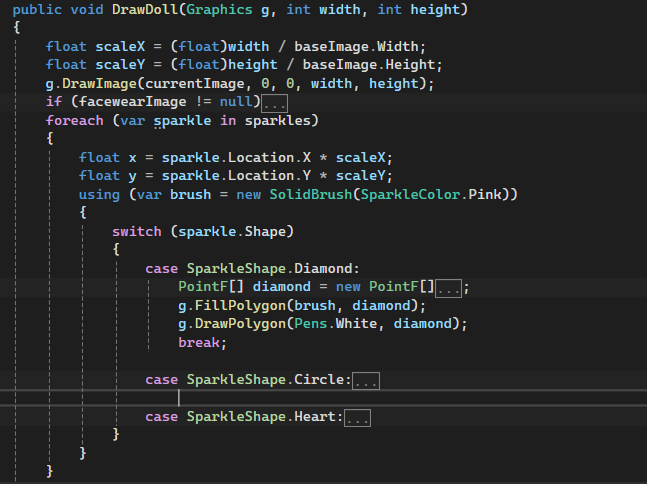 public void DrawDoll(Graphics g, int width, int height)
{
    float scaleX = (float)width / baseImage.Width;
    float scaleY = (float)height / baseImage.Height;
    g.DrawImage(currentImage, 0, 0, width, height);
    if (facewearImage != null)...
    foreach (var sparkle in sparkles)
    {
        float x = sparkle.Location.X * scaleX;
        float y = sparkle.Location.Y * scaleY;
        using (var brush = new SolidBrush(SparkleColor.Pink))
        {
            switch (sparkle.Shape)
            {
                case SparkleShape.Diamond:
                    PointF[] diamond = new PointF[]...;
                    g.FillPolygon(brush, diamond);
                    g.DrawPolygon(Pens.White, diamond);
                    break;

                case SparkleShape.Circle:...

                case SparkleShape.Heart:...
            }
        }
    }